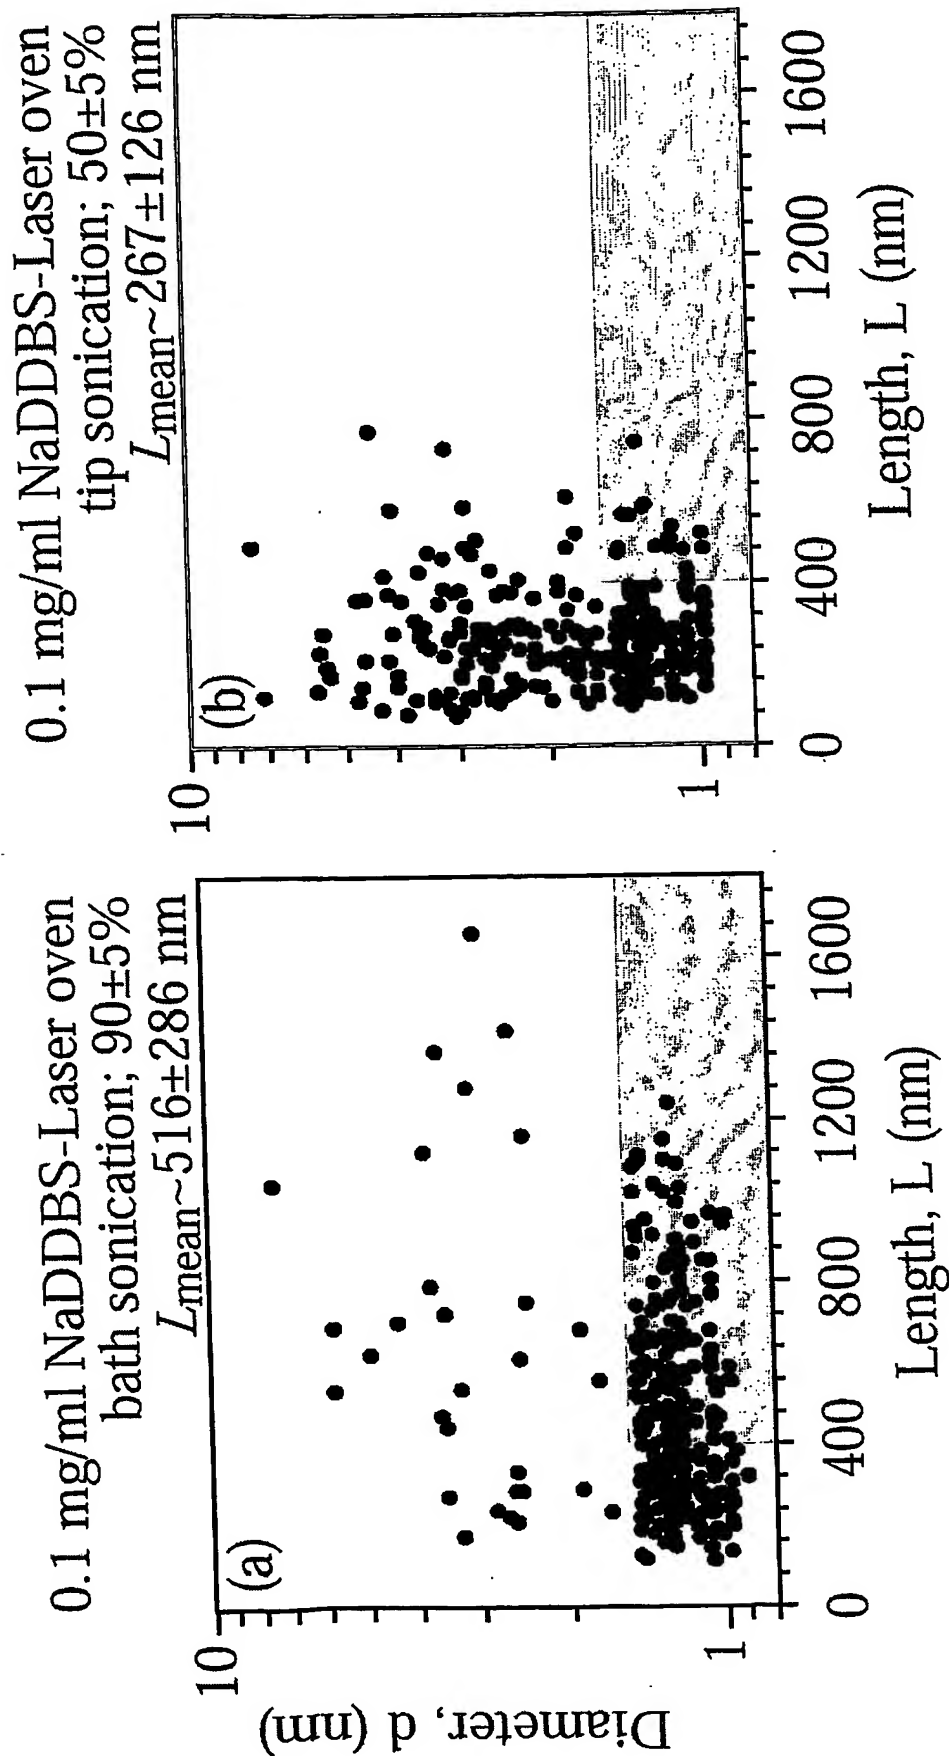 0.1 mg/ml NaDDBS-Laser oven
bath sonication; 90±5%
Lmean~516±286 nm
(a)
10
1
Diameter, d (nm)
0
400
800
1200
1600
Length, L (nm)
0.1 mg/ml NaDDBS-Laser oven
tip sonication; 50±5%
Lmean~267±126 nm
(b)
10
1
0
400
800
1200
1600
Length, L (nm)